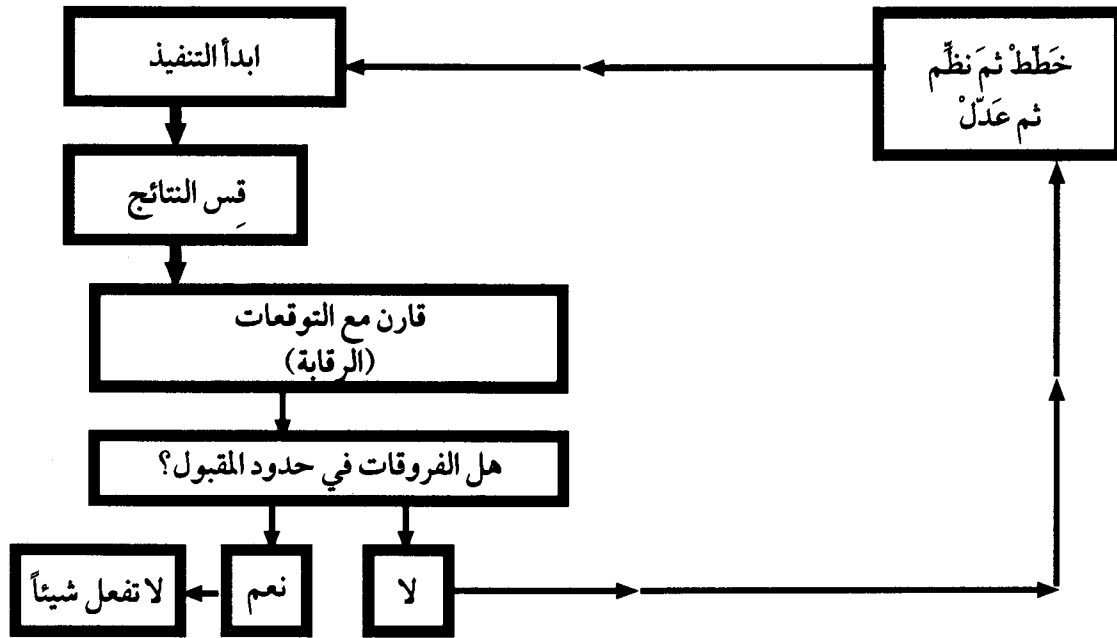 خَطّطْ ثمَ نظِّم
ثم عَدّلْ
ابدأ التنفيذ
قِس النتائج
قارن مع التوقعات
(الرقابة)
هل الفروقات في حدود المقبول؟
لا
نعم
لا تفعل شيئاً